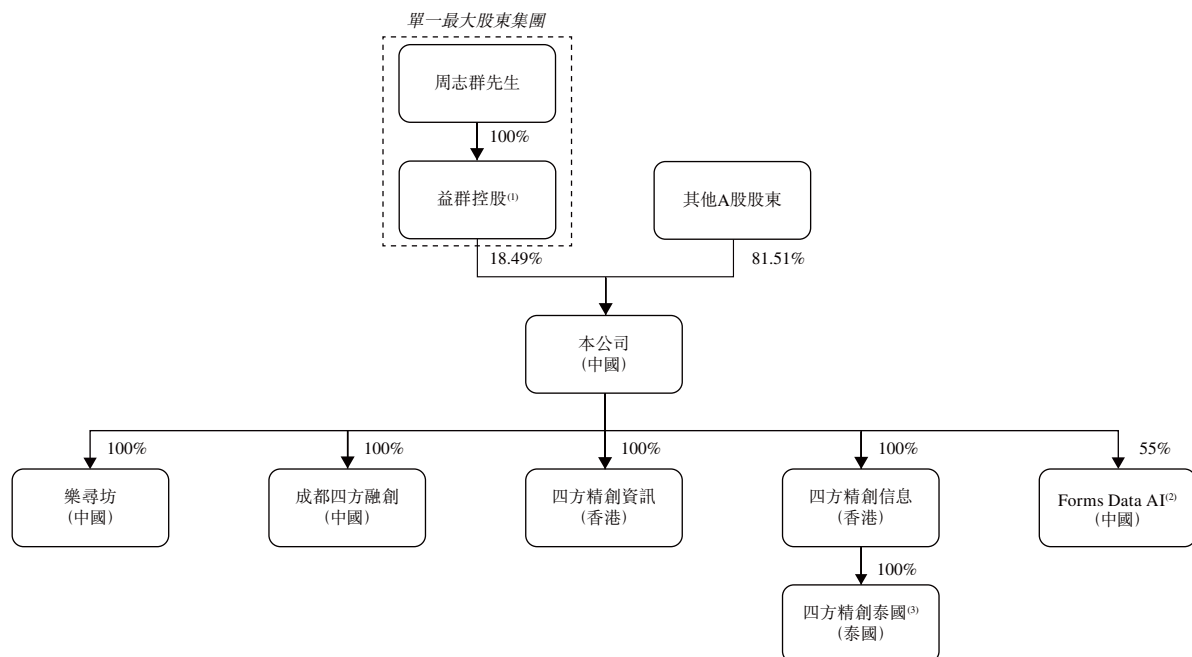 單一最大股東集團
周志群先生
100%
益群控股(1)
其他A股股東
18.49%
81.51%
本公司
(中國)
100%
100%
100%
100%
55%
樂尋坊
(中國)
成都四方融創
(中國)
四方精創資訊
(香港)
四方精創信息
(香港)
Forms Data AI(2)
(中國)
100%
四方精創泰國(3)
(泰國)